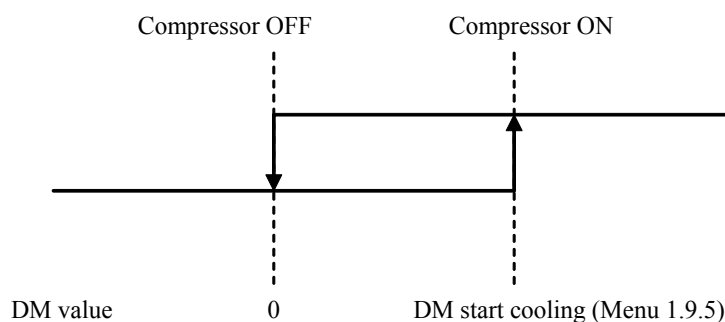 Compressor OFF Compressor ON
DM value 0 DM start cooling (Menu 1.9.5)